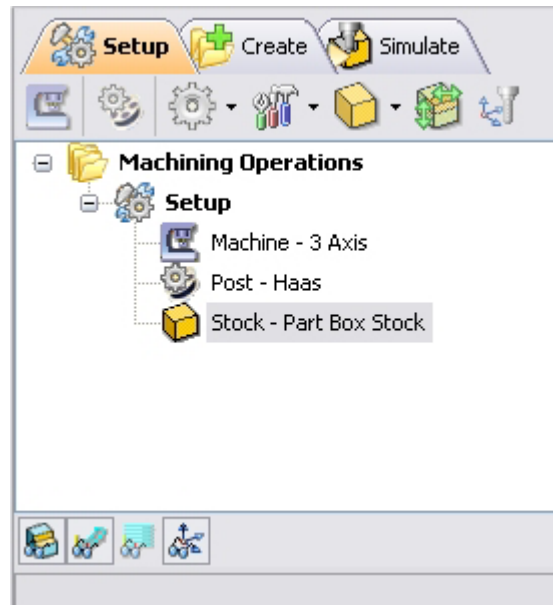 Setup Create Simulate
Machining Operations
Setup
Machine - 3 Axis
Post - Haas
Stock - Part Box Stock